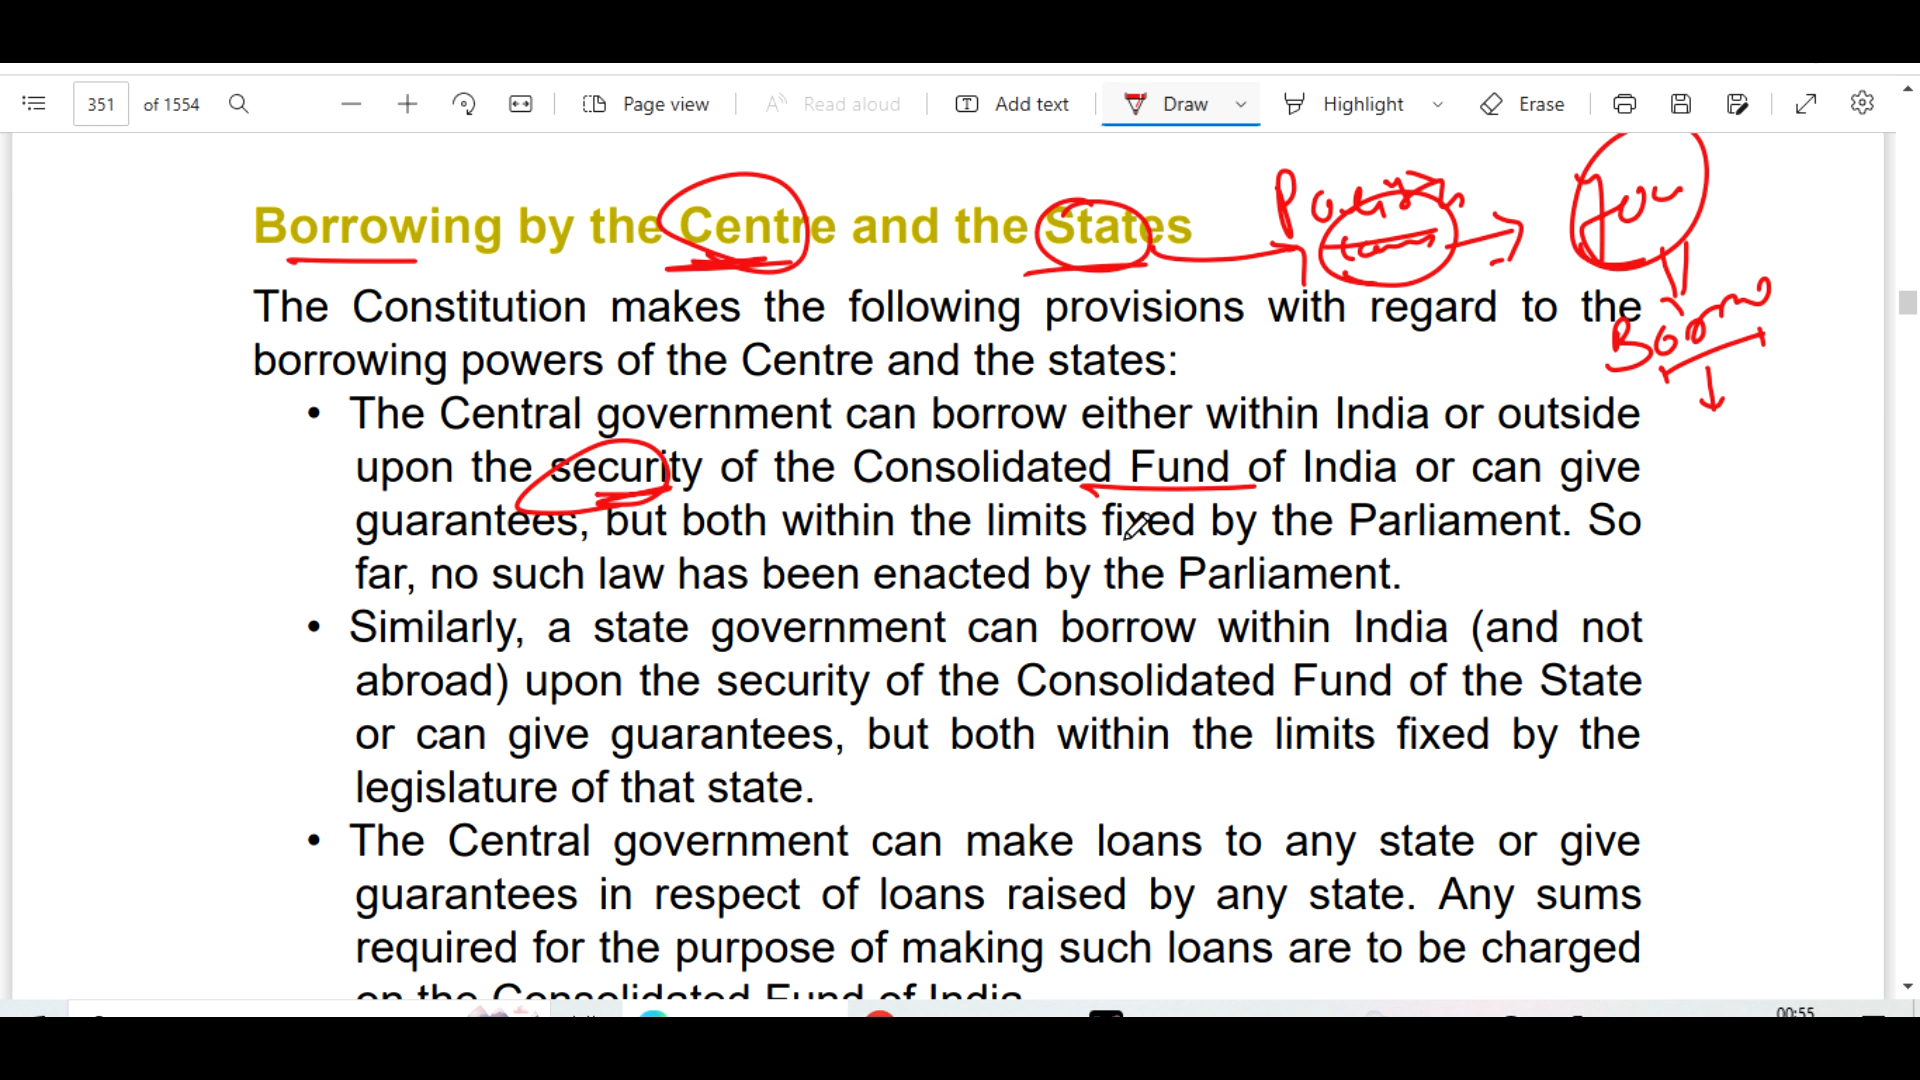 351 of 1554 Page view Read aloud Add text Draw Highlight Erase
Borrowing by the Centre and the States
Borrow
The Constitution makes the following provisions with regard to the
borrowing powers of the Centre and the states:
• The Central government can borrow either within India or outside
upon the security of the Consolidated Fund of India or can give
guarantees, but both within the limits fixed by the Parliament. So
far, no such law has been enacted by the Parliament.
• Similarly, a state government can borrow within India (and not
abroad) upon the security of the Consolidated Fund of the State
or can give guarantees, but both within the limits fixed by the
legislature of that state.
• The Central government can make loans to any state or give
guarantees in respect of loans raised by any state. Any sums
required for the purpose of making such loans are to be charged
on the Consolidated Fund of India.
00:55